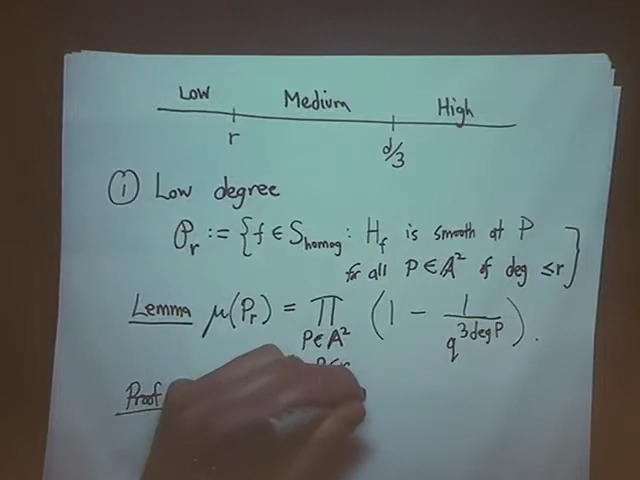 Low Medium High
r d/3
① Low degree
P_r := {f ∈ S_homog : H_f is smooth at P
for all P ∈ A² of deg ≤ r}
Lemma μ(P_r) = ∏ (1 − 1/q^{3 deg P}).
P ∈ A²
Proof